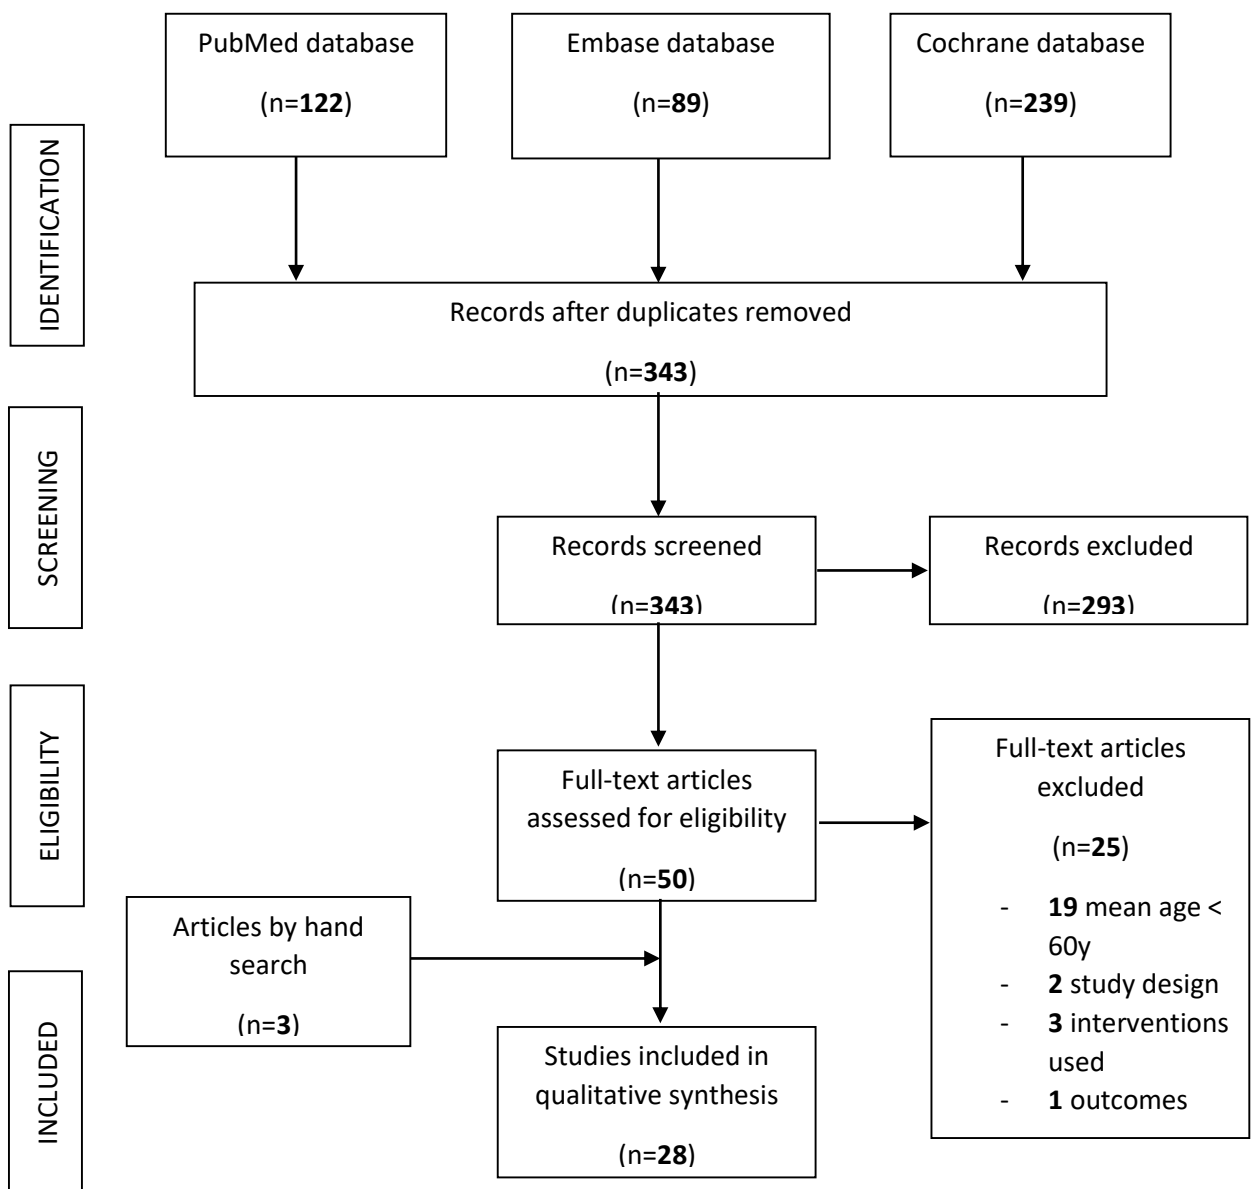 PubMed database
(n=122)
Embase database
(n=89)
Cochrane database
(n=239)
IDENTIFICATION
Records after duplicates removed
(n=343)
SCREENING
Records screened
(n=343)
Records excluded
(n=293)
ELIGIBILITY
Full-text articles
assessed for eligibility
(n=50)
Full-text articles
excluded
(n=25)
- 19 mean age <
60y
- 2 study design
- 3 interventions
used
- 1 outcomes
Articles by hand
search
(n=3)
INCLUDED
Studies included in
qualitative synthesis
(n=28)